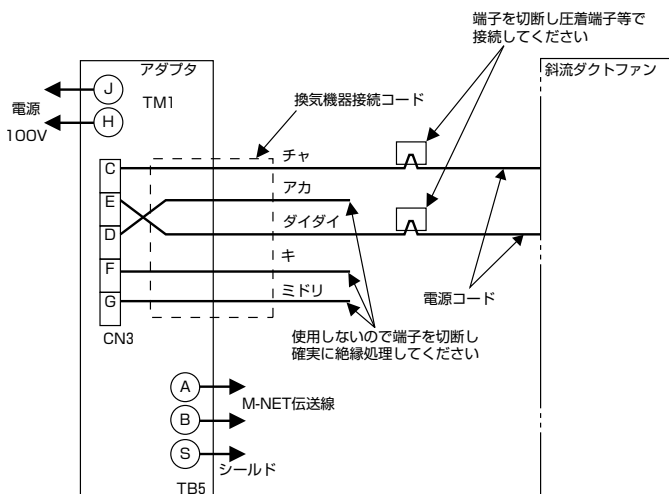 端子を切断し圧着端子等で
接続してください
アダプタ
斜流ダクトファン
J
TM1
電源
100V
H
換気機器接続コード
チャ
C
アカ
E
ダイダイ
D
キ
F
電源コード
ミドリ
G
CN3
使用しないので端子を切断し
確実に絶縁処理してください
A
M-NET伝送線
B
S
シールド
TB5